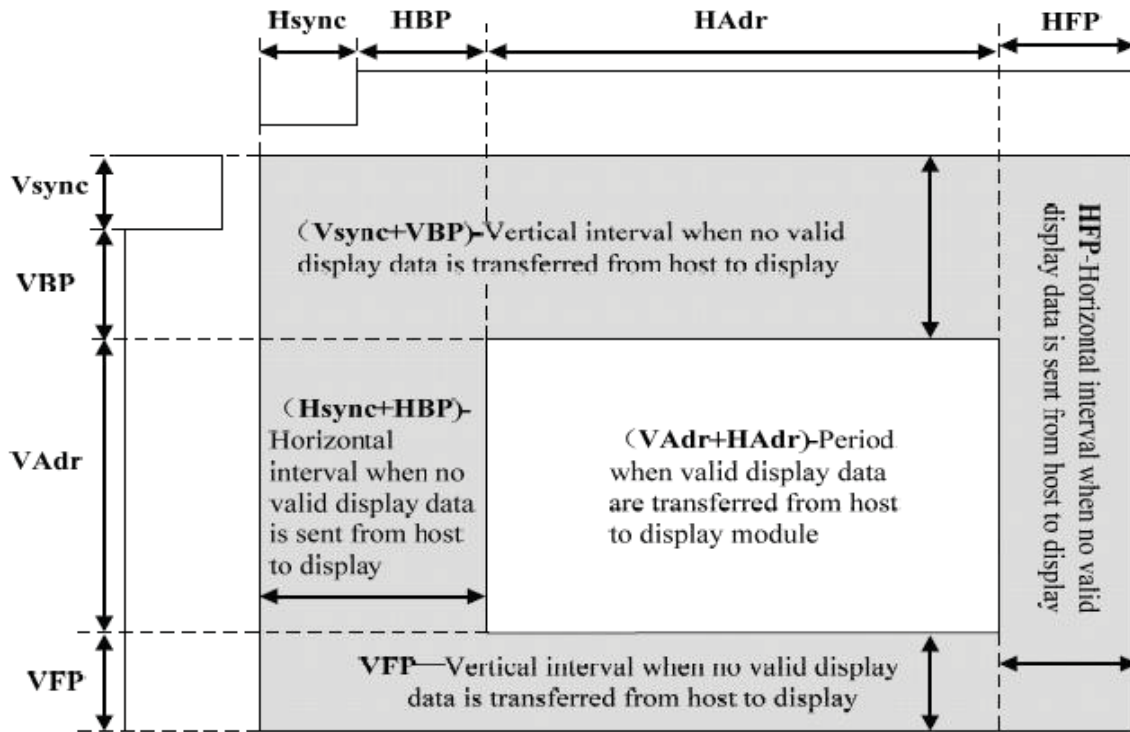 Hsync HBP HAdr HFP
Vsync
VBP
VAdr
VFP
（Vsync+VBP)-Vertical interval when no valid
display data is transferred from host to display
（Hsync+HBP)-
Horizontal
interval when no
valid display data
is sent from host
to display
（VAdr+HAdr)-Period
when valid display data
are transferred from host
to display module
HFP-Horizontal interval when no valid
display data is sent from host to display
VFP—Vertical interval when no valid display
data is transferred from host to display